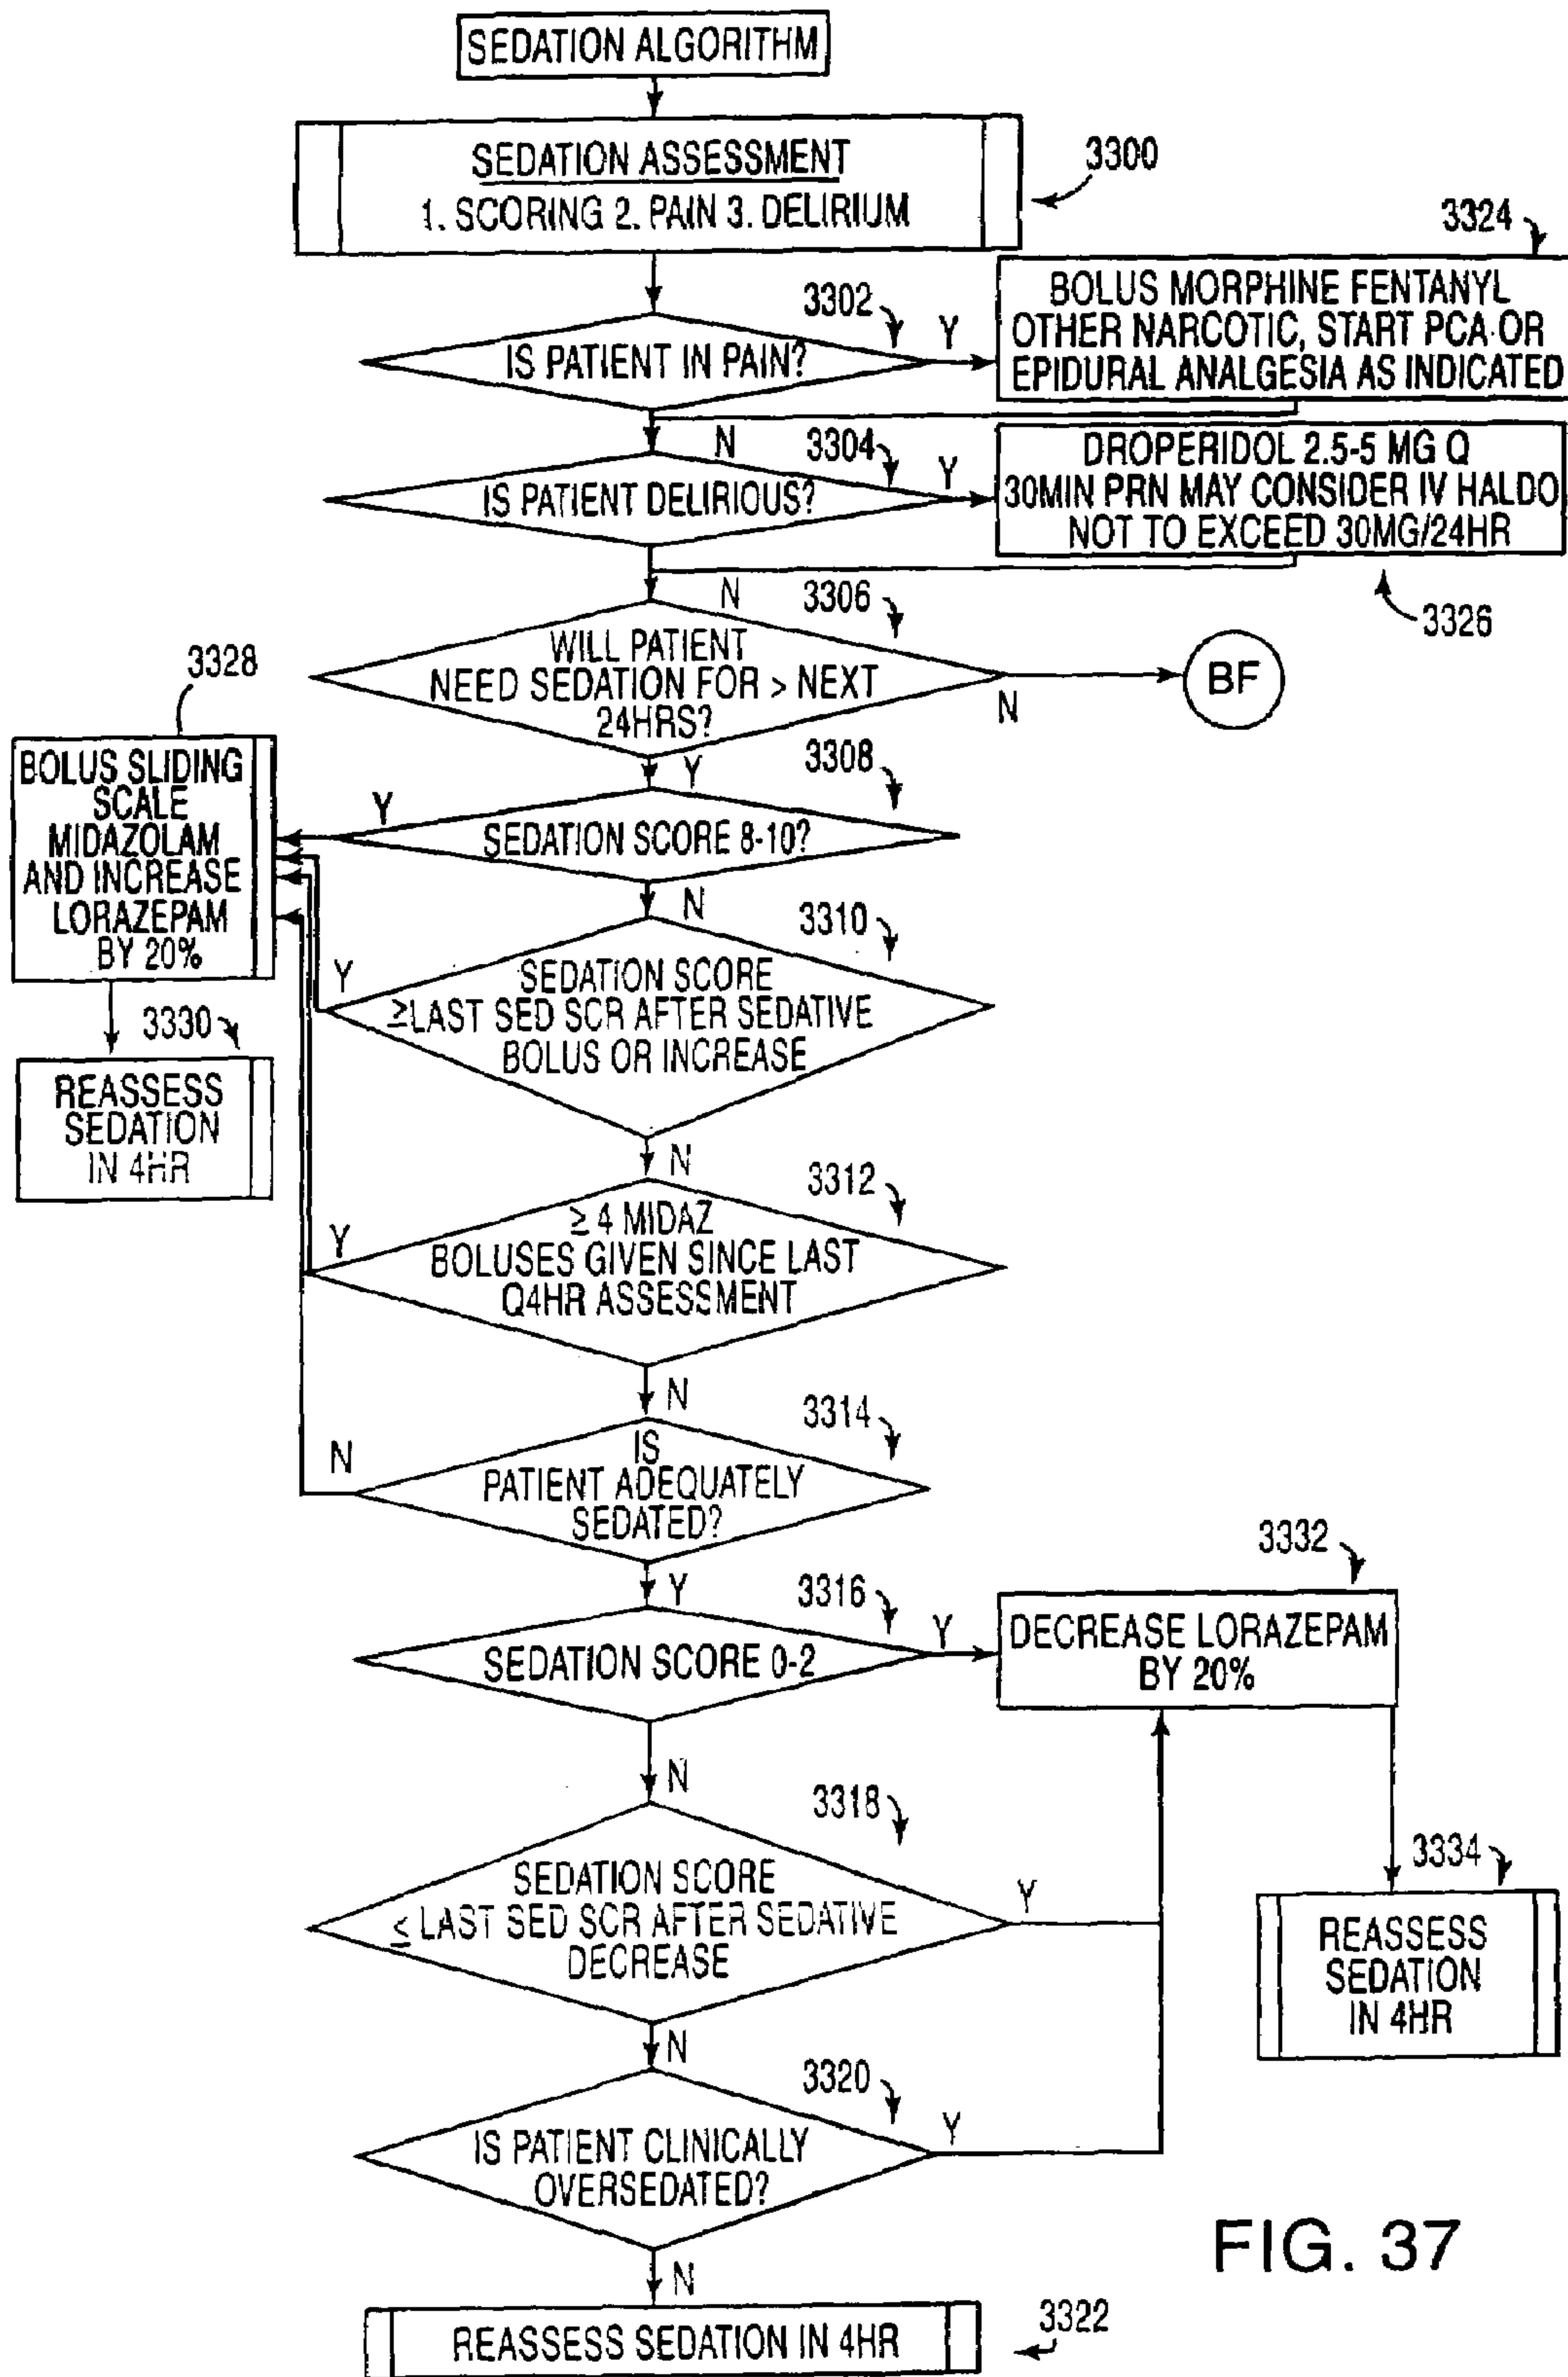 SEDATION ALGORITHM
SEDATION ASSESSMENT
1. SCORING 2. PAIN 3. DELIRIUM
3300
3324
BOLUS MORPHINE FENTANYL
OTHER NARCOTIC, START PCA OR
EPIDURAL ANALGESIA AS INDICATED
3302
Y
IS PATIENT IN PAIN?
N
3304
Y
IS PATIENT DELIRIOUS?
DROPERIDOL 2.5-5 MG Q
30MIN PRN MAY CONSIDER IV HALDO
NOT TO EXCEED 30MG/24HR
3326
N
3306
WILL PATIENT
NEED SEDATION FOR > NEXT
24HRS?
N
BF
3328
BOLUS SLIDING
SCALE
MIDAZOLAM
AND INCREASE
LORAZEPAM
BY 20%
Y
3308
Y
SEDATION SCORE 8-10?
N
3310
Y
SEDATION SCORE
≥LAST SED SCR AFTER SEDATIVE
BOLUS OR INCREASE
3330
REASSESS
SEDATION
IN 4HR
N
3312
Y
≥ 4 MIDAZ
BOLUSES GIVEN SINCE LAST
Q4HR ASSESSMENT
N
3314
N
IS
PATIENT ADEQUATELY
SEDATED?
Y
3316
Y
SEDATION SCORE 0-2
3332
DECREASE LORAZEPAM
BY 20%
N
3318
Y
SEDATION SCORE
≤ LAST SED SCR AFTER SEDATIVE
DECREASE
3334
REASSESS
SEDATION
IN 4HR
N
3320
Y
IS PATIENT CLINICALLY
OVERSEDATED?
N
REASSESS SEDATION IN 4HR
3322
FIG. 37